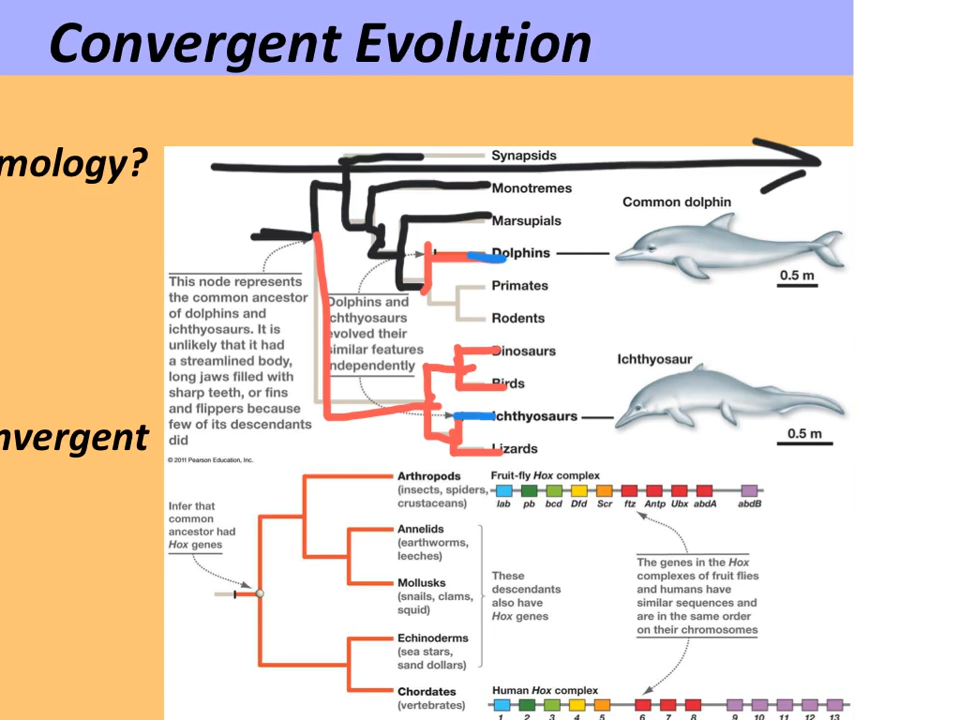 Convergent Evolution
mology?
nvergent
Synapsids
Monotremes
Marsupials
Dolphins
Primates
Rodents
Dinosaurs
Birds
Ichthyosaurs
Lizards
Common dolphin
0.5 m
Ichthyosaur
0.5 m
This node represents
the common ancestor
of dolphins and
ichthyosaurs. It is
unlikely that it had
a streamlined body,
long jaws filled with
sharp teeth, or fins
and flippers because
few of its descendants
did
Dolphins and
ichthyosaurs
evolved their
similar features
independently
© 2011 Pearson Education, Inc.
Infer that
common
ancestor had
Hox genes
Arthropods
(insects, spiders,
crustaceans)
Annelids
(earthworms,
leeches)
Mollusks
(snails, clams,
squid)
Echinoderms
(sea stars,
sand dollars)
Chordates
(vertebrates)
These
descendants
also have
Hox genes
Fruit-fly Hox complex
lab pb bcd Dfd Scr ftz Antp Ubx abdA abdB
The genes in the Hox
complexes of fruit flies
and humans have
similar sequences and
are in the same order
on their chromosomes
Human Hox complex
1 2 3 4 5 6 7 8 9 10 11 12 13